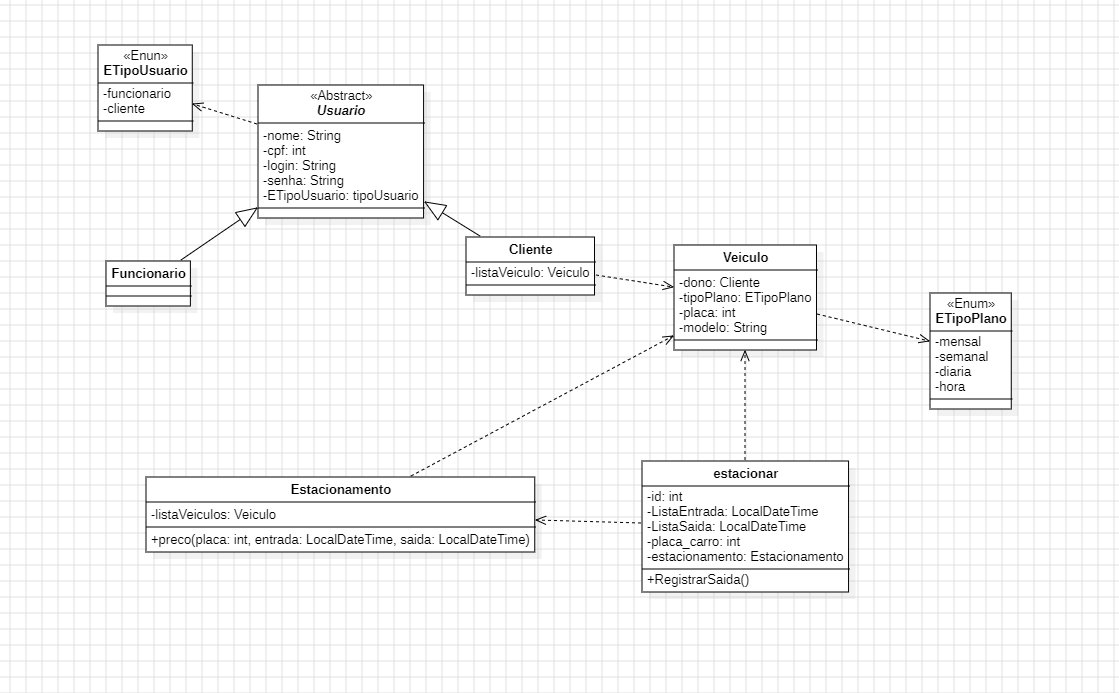 «Enun»
ETipoUsuario
-funcionario
-cliente
«Abstract»
Usuario
-nome: String
-cpf: int
-login: String
-senha: String
-ETipoUsuario: tipoUsuario
Funcionario
Cliente
-listaVeiculo: Veiculo
Veiculo
-dono: Cliente
-tipoPlano: ETipoPlano
-placa: int
-modelo: String
«Enum»
ETipoPlano
-mensal
-semanal
-diaria
-hora
Estacionamento
-listaVeiculos: Veiculo
+preco(placa: int, entrada: LocalDateTime, saida: LocalDateTime)
estacionar
-id: int
-ListaEntrada: LocalDateTime
-ListaSaida: LocalDateTime
-placa_carro: int
-estacionamento: Estacionamento
+RegistrarSaida()